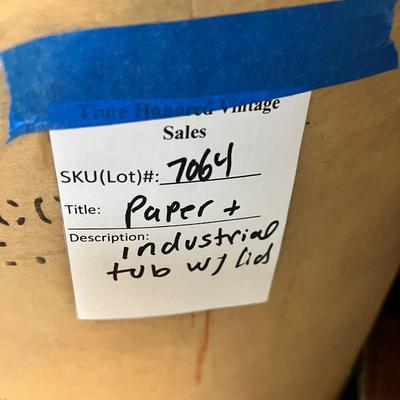 Time Honored Vintage
Sales
SKU(Lot)#: 7064
Title: Paper +
Description: industrial
tub w/ lid